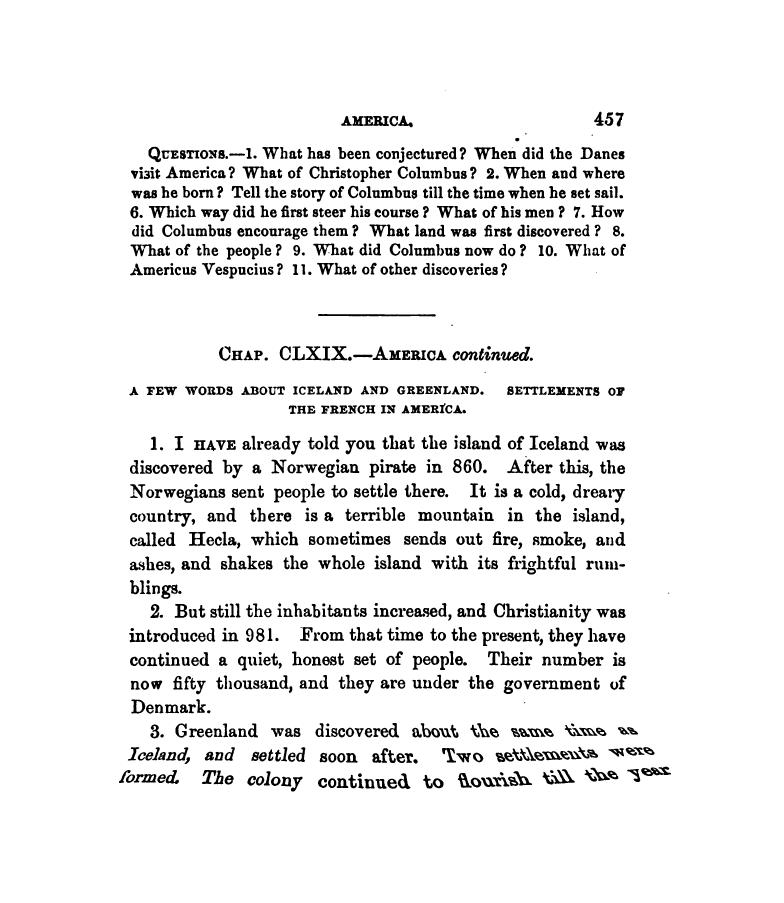 AMERICA. 457
QUESTIONS.—1. What has been conjectured? When did the Danes
visit America? What of Christopher Columbus? 2. When and where
was he born? Tell the story of Columbus till the time when he set sail.
6. Which way did he first steer his course? What of his men? 7. How
did Columbus encourage them? What land was first discovered? 8.
What of the people? 9. What did Columbus now do? 10. What of
Americus Vespucius? 11. What of other discoveries?
CHAP. CLXIX.—AMERICA continued.
A FEW WORDS ABOUT ICELAND AND GREENLAND. SETTLEMENTS OF
THE FRENCH IN AMERICA.
1. I HAVE already told you that the island of Iceland was
discovered by a Norwegian pirate in 860. After this, the
Norwegians sent people to settle there. It is a cold, dreary
country, and there is a terrible mountain in the island,
called Hecla, which sometimes sends out fire, smoke, and
ashes, and shakes the whole island with its frightful rum-
blings.
2. But still the inhabitants increased, and Christianity was
introduced in 981. From that time to the present, they have
continued a quiet, honest set of people. Their number is
now fifty thousand, and they are under the government of
Denmark.
3. Greenland was discovered about the same time as
Iceland, and settled soon after. Two settlements were
formed. The colony continued to flourish till the year